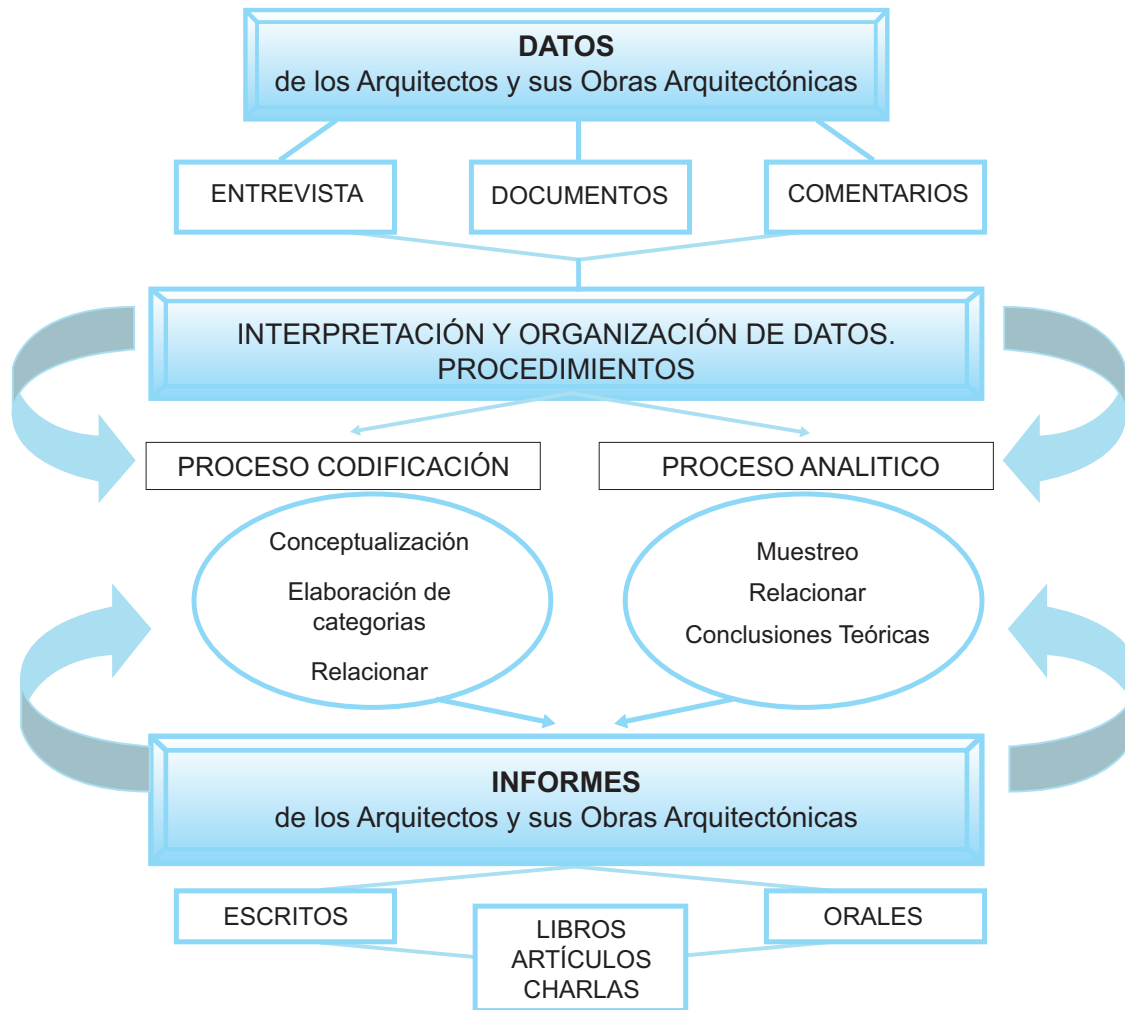 DATOS
de los Arquitectos y sus Obras Arquitectónicas
ENTREVISTA
DOCUMENTOS
COMENTARIOS
INTERPRETACIÓN Y ORGANIZACIÓN DE DATOS.
PROCEDIMIENTOS
PROCESO CODIFICACIÓN
PROCESO ANALITICO
Conceptualización
Elaboración de
categorias
Relacionar
Muestreo
Relacionar
Conclusiones Teóricas
INFORMES
de los Arquitectos y sus Obras Arquitectónicas
ESCRITOS
ORALES
LIBROS
ARTÍCULOS
CHARLAS